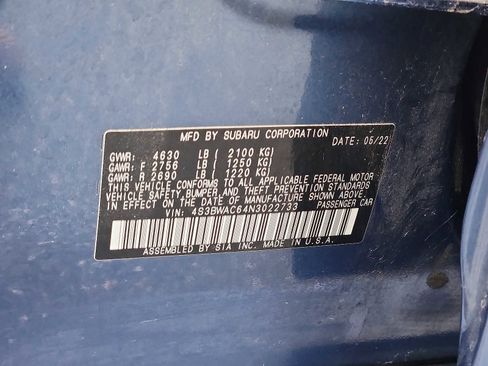 MFD BY SUBARU CORPORATION
DATE: 05/22
GVWR: 4630 LB ( 2100 KG)
GAWR: F 2756 LB ( 1250 KG)
GAWR: R 2690 LB ( 1220 KG)
THIS VEHICLE CONFORMS TO ALL APPLICABLE FEDERAL MOTOR
VEHICLE SAFETY, BUMPER, AND THEFT PREVENTION STANDARDS
IN EFFECT ON THE DATE OF MANUFACTURE SHOWN ABOVE.
VIN: 4S3BWAC64N3022733 PASSENGER CAR
ASSEMBLED BY SIA INC. MADE IN U.S.A.